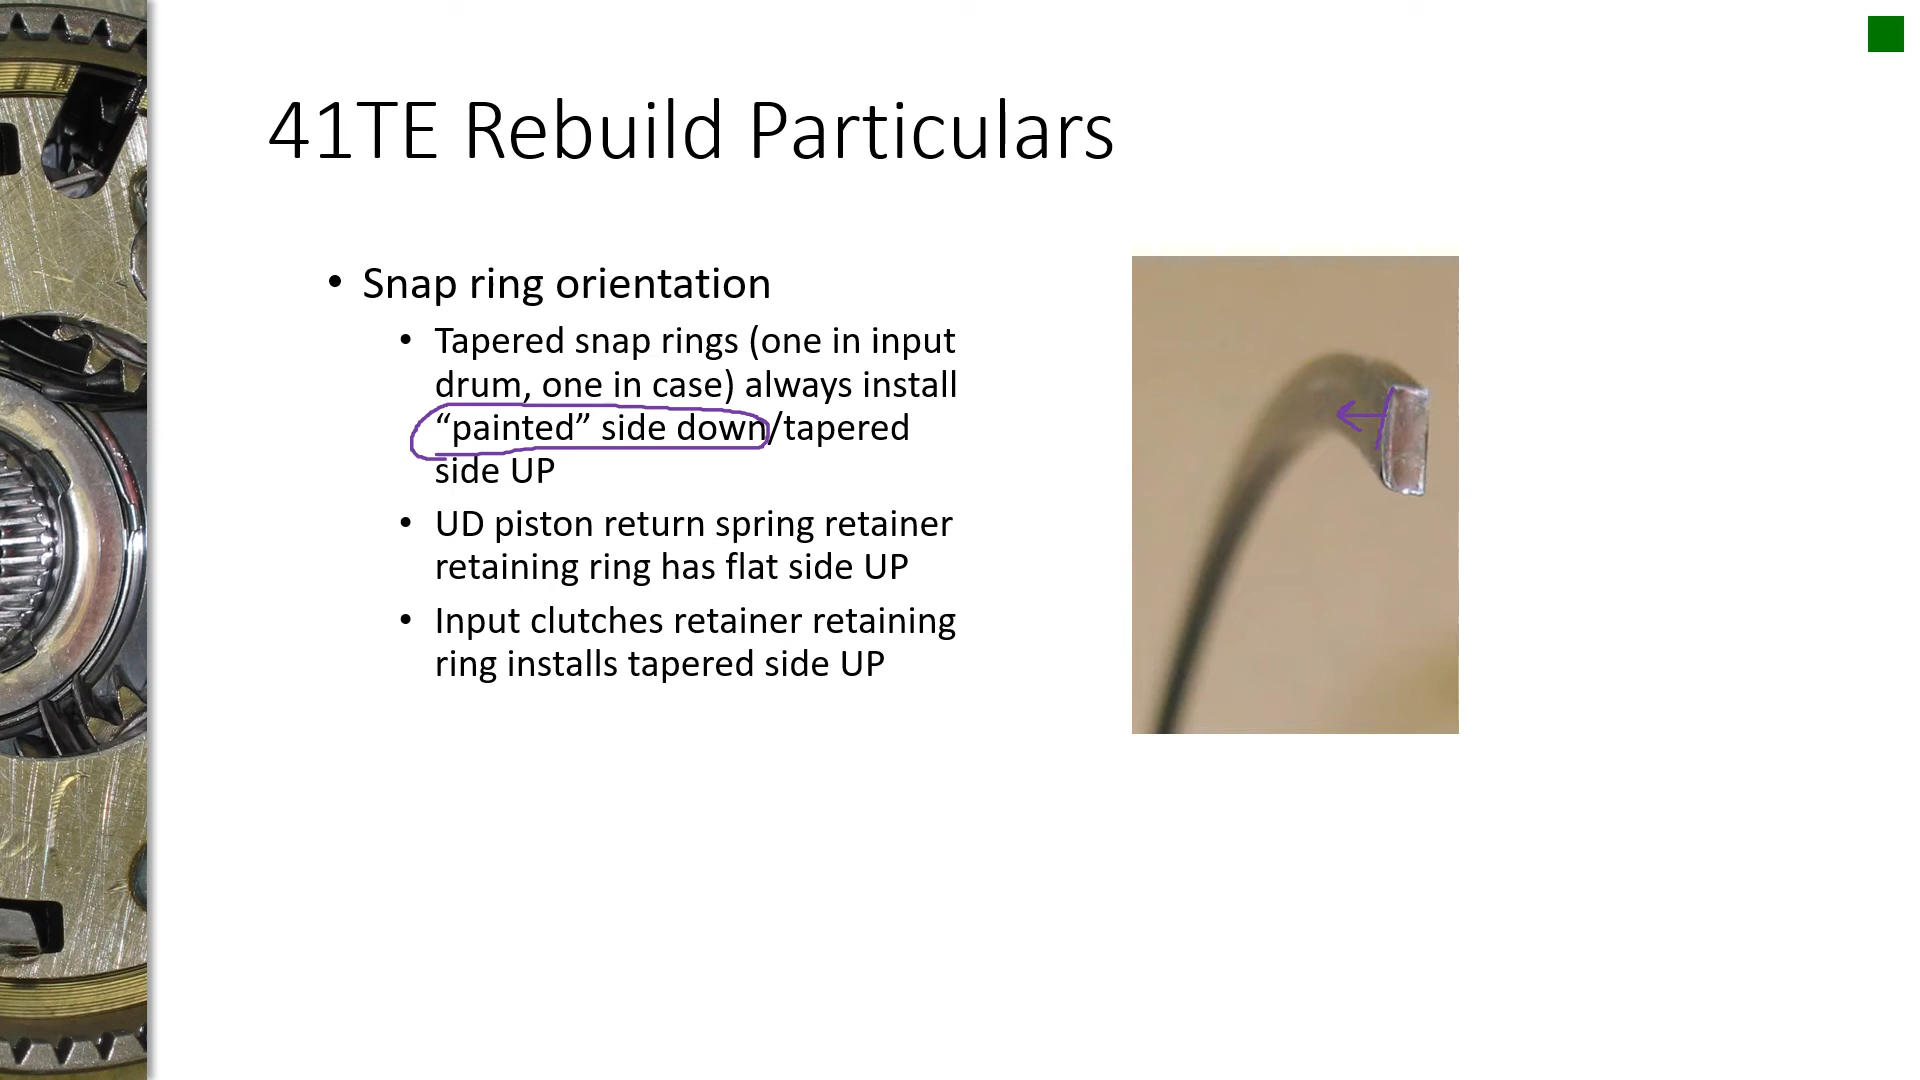 41TE Rebuild Particulars
• Snap ring orientation
• Tapered snap rings (one in input
drum, one in case) always install
“painted” side down/tapered
side UP
• UD piston return spring retainer
retaining ring has flat side UP
• Input clutches retainer retaining
ring installs tapered side UP